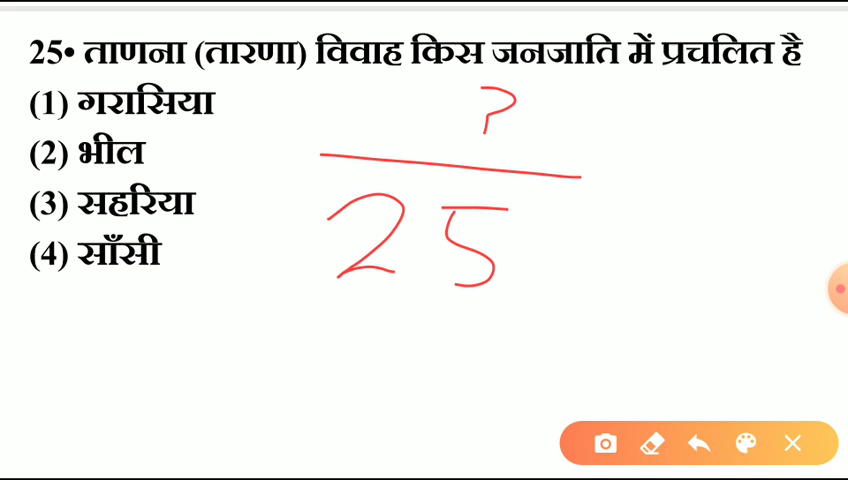 25• ताणना (तारणा) विवाह किस जनजाति में प्रचलित है
(1) गरासिया
(2) भील
(3) सहरिया
(4) साँसी
?
25